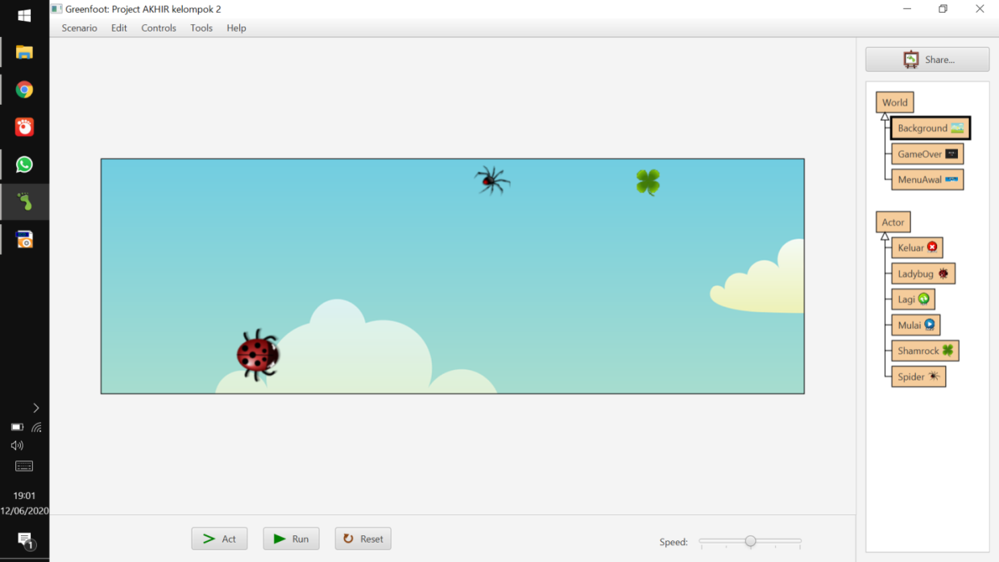 Greenfoot: Project AKHIR kelompok 2
Scenario Edit Controls Tools Help
Share...
World
Background
GameOver
MenuAwal
Actor
Keluar
Ladybug
Lagi
Mulai
Shamrock
Spider
Act Run Reset Speed:
19:01
12/06/2020
1